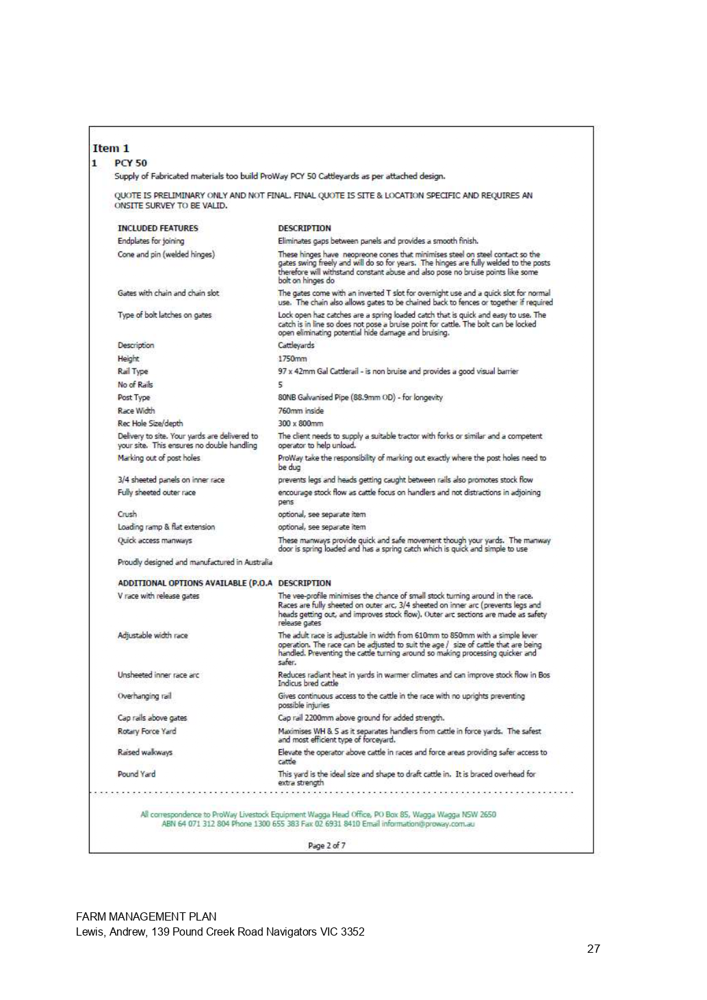 Item 1
1 PCY 50
Supply of Fabricated materials too build ProWay PCY 50 Cattleyards as per attached design.
QUOTE IS PRELIMINARY ONLY AND NOT FINAL. FINAL QUOTE IS SITE & LOCATION SPECIFIC AND REQUIRES AN
ONSITE SURVEY TO BE VALID.
INCLUDED FEATURES DESCRIPTION
Endplates for joining Eliminates gaps between panels and provides a smooth finish.
Cone and pin (welded hinges) These hinges have neopreone cones that minimises steel on steel contact so the
gates swing freely and will do so for years. The hinges are fully welded to the posts
therefore will withstand constant abuse and also pose no bruise points like some
bolt on hinges do
Gates with chain and chain slot The gates come with an inverted T slot for overnight use and a quick slot for normal
use. The chain also allows gates to be chained back to fences or together if required
Type of bolt latches on gates Lock open haz catches are a spring loaded catch that is quick and easy to use. The
catch is in line so does not pose a bruise point for cattle. The bolt can be locked
open eliminating potential hide damage and bruising.
Description Cattleyards
Height 1750mm
Rail Type 97 x 42mm Gal Cattlerail - is non bruise and provides a good visual barrier
No of Rails 5
Post Type 80NB Galvanised Pipe (88.9mm OD) - for longevity
Race Width 760mm inside
Rec Hole Size/depth 300 x 800mm
Delivery to site. Your yards are delivered to The client needs to supply a suitable tractor with forks or similar and a competent
your site. This ensures no double handling operator to help unload.
Marking out of post holes ProWay take the responsibility of marking out exactly where the post holes need to
be dug
3/4 sheeted panels on inner race prevents legs and heads getting caught between rails also promotes stock flow
Fully sheeted outer race encourage stock flow as cattle focus on handlers and not distractions in adjoining
pens
Crush optional, see separate item
Loading ramp & flat extension optional, see separate item
Quick access manways These manways provide quick and safe movement though your yards. The manway
door is spring loaded and has a spring catch which is quick and simple to use
Proudly designed and manufactured in Australia
ADDITIONAL OPTIONS AVAILABLE (P.O.A DESCRIPTION
V race with release gates The vee-profile minimises the chance of small stock turning around in the race.
Races are fully sheeted on outer arc, 3/4 sheeted on inner arc (prevents legs and
heads getting out, and improves stock flow). Outer arc sections are made as safety
release gates
Adjustable width race The adult race is adjustable in width from 610mm to 850mm with a simple lever
operation. The race can be adjusted to suit the age / size of cattle that are being
handled. Preventing the cattle turning around so making processing quicker and
safer.
Unsheeted inner race arc Reduces radiant heat in yards in warmer climates and can improve stock flow in Bos
Indicus bred cattle
Overhanging rail Gives continuous access to the cattle in the race with no uprights preventing
possible injuries
Cap rails above gates Cap rail 2200mm above ground for added strength.
Rotary Force Yard Maximises WH & S as it separates handlers from cattle in force yards. The safest
and most efficient type of forceyard.
Raised walkways Elevate the operator above cattle in races and force areas providing safer access to
cattle
Pound Yard This yard is the ideal size and shape to draft cattle in. It is braced overhead for
extra strength
All correspondence to ProWay Livestock Equipment Wagga Head Office, PO Box 85, Wagga Wagga NSW 2650
ABN 64 071 312 804 Phone 1300 655 383 Fax 02 6931 8410 Email information@proway.com.au
Page 2 of 7
FARM MANAGEMENT PLAN
Lewis, Andrew, 139 Pound Creek Road Navigators VIC 3352
27